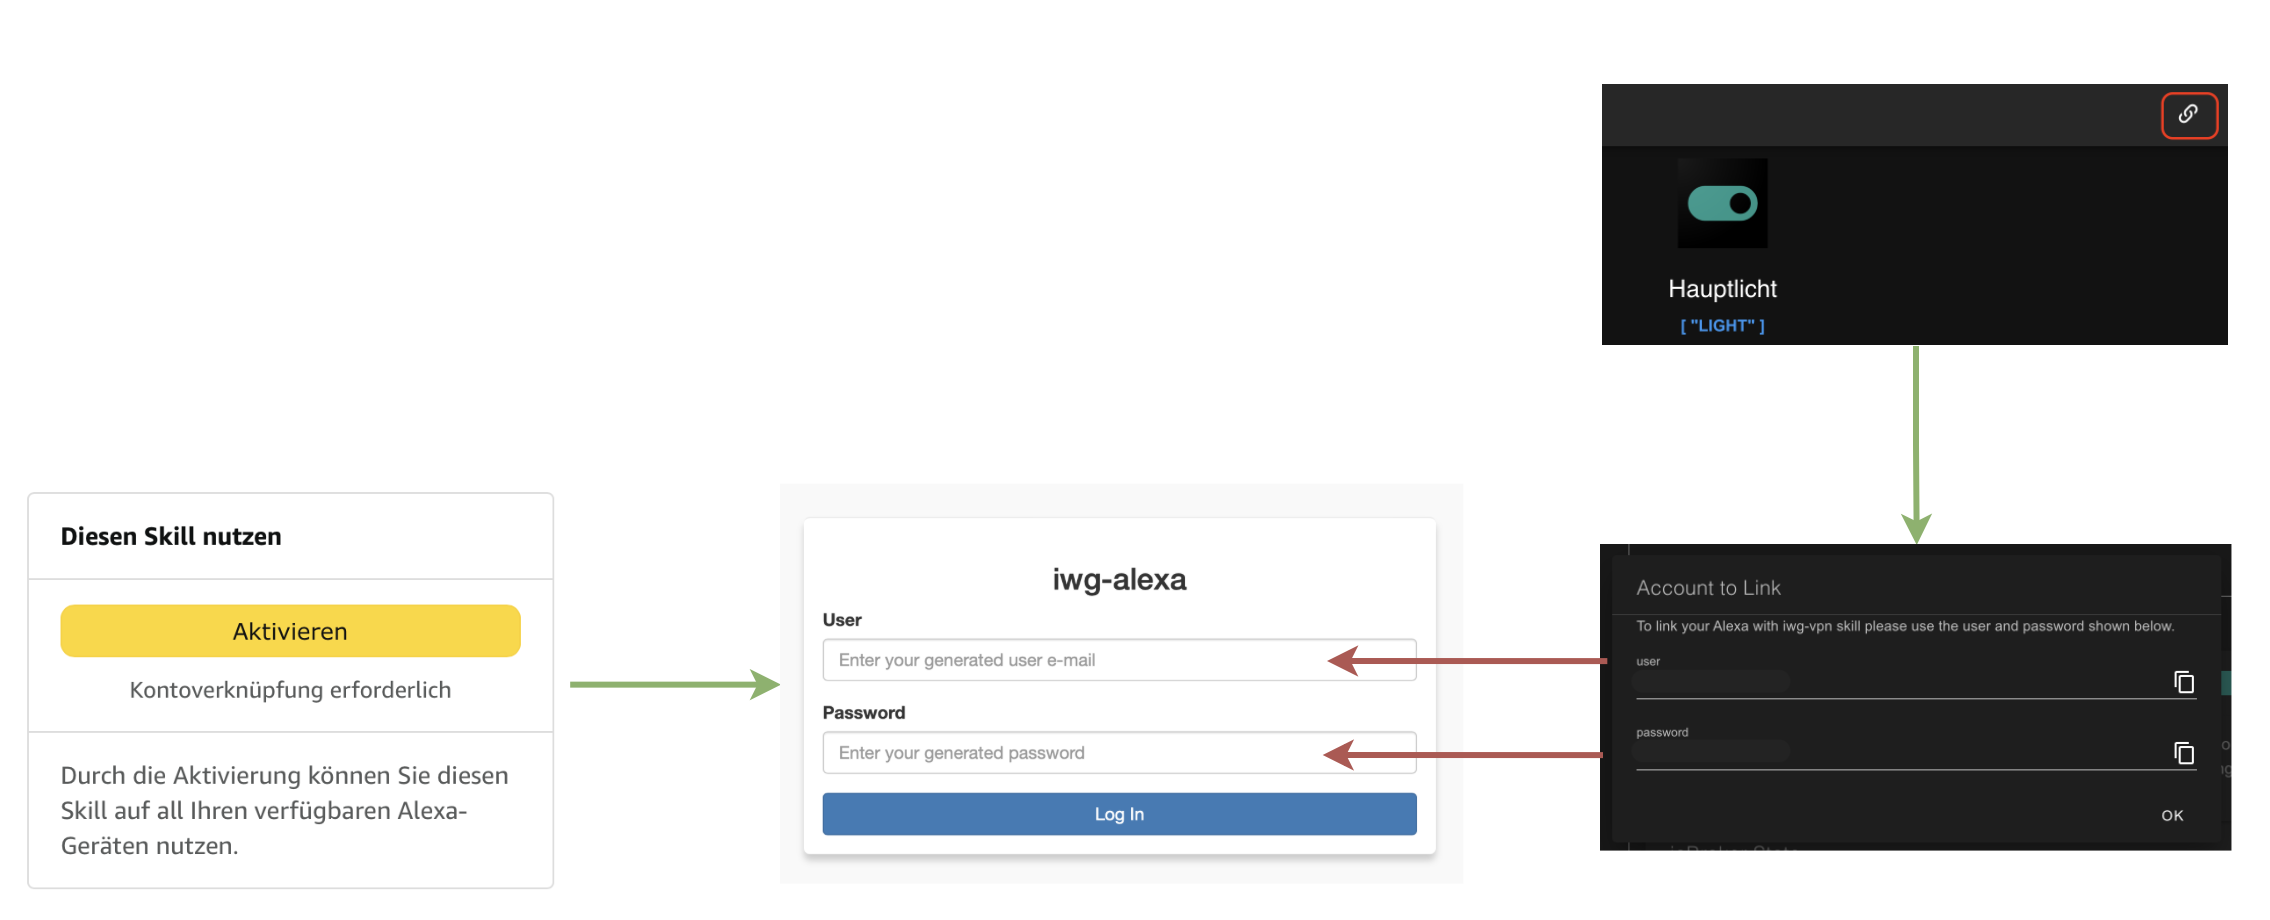 Hauptlicht
[ "LIGHT" ]
Diesen Skill nutzen
Aktivieren
Kontoverknüpfung erforderlich
Durch die Aktivierung können Sie diesen
Skill auf all Ihren verfügbaren Alexa-
Geräten nutzen.
iwg-alexa
User
Enter your generated user e-mail
Password
Enter your generated password
Log In
Account to Link
To link your Alexa with iwg-vpn skill please use the user and password shown below.
user
password
OK